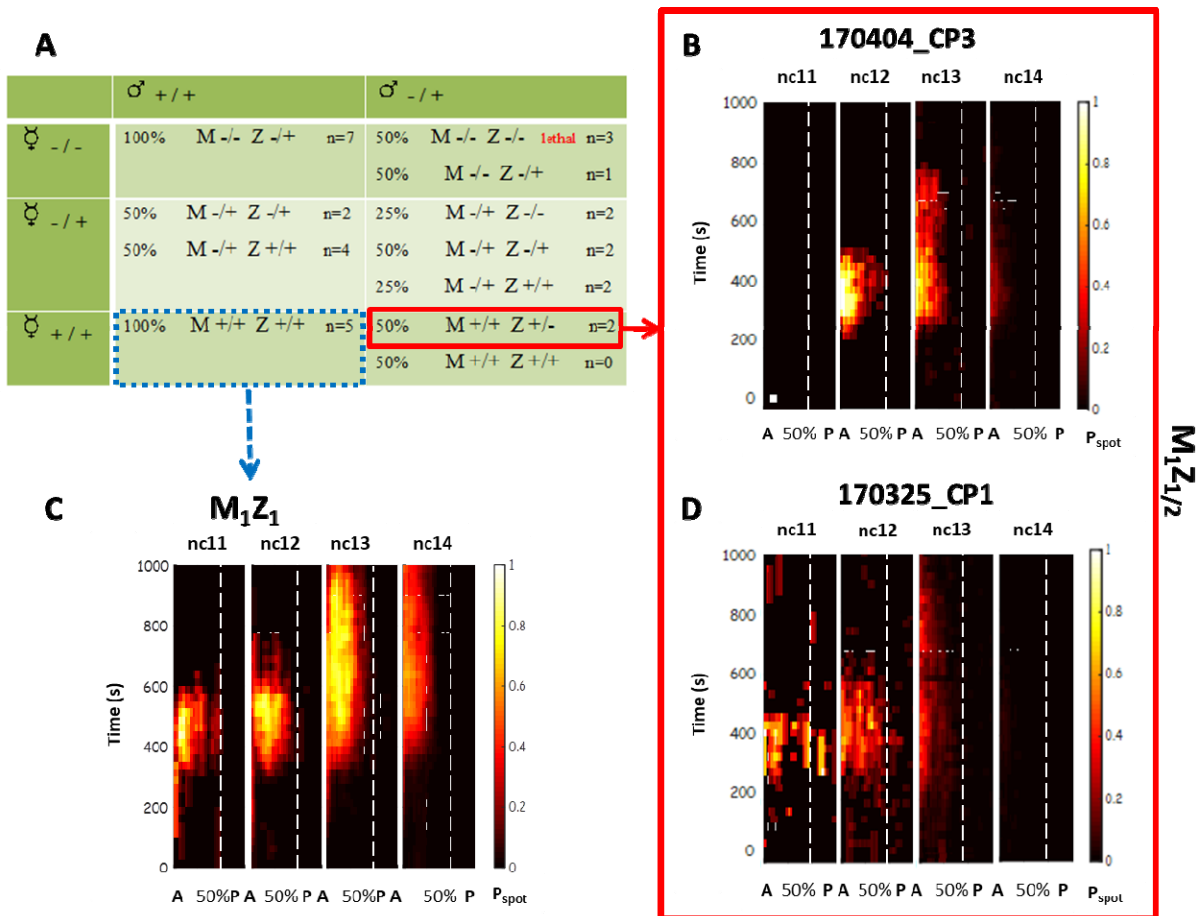 A
♂ +/+
♂ -/+
☿ -/-
100% M -/- Z -/+ n=7
50% M -/- Z -/- lethal n=3
50% M -/- Z -/+ n=1
☿ -/+
50% M -/+ Z -/+ n=2
50% M -/+ Z +/+ n=4
25% M -/+ Z -/- n=2
50% M -/+ Z -/+ n=2
25% M -/+ Z +/+ n=2
☿ +/+
100% M +/+ Z +/+ n=5
50% M +/+ Z +/- n=2
50% M +/+ Z +/+ n=0
B
170404_CP3
nc11 nc12 nc13 nc14
Time (s)
1000
800
600
400
200
0
A 50% P A 50% P A 50% P A 50% P
1
0.8
0.6
0.4
0.2
0
Pspot
M1Z1/2
C
M1Z1
nc11 nc12 nc13 nc14
Time (s)
1000
800
600
400
200
0
A 50%P A 50% P A 50% P A 50% P
1
0.8
0.6
0.4
0.2
0
Pspot
D
170325_CP1
nc11 nc12 nc13 nc14
Time (s)
1000
800
600
400
200
0
A 50% P A 50% P A 50% P A 50% P
1
0.8
0.6
0.4
0.2
0
Pspot